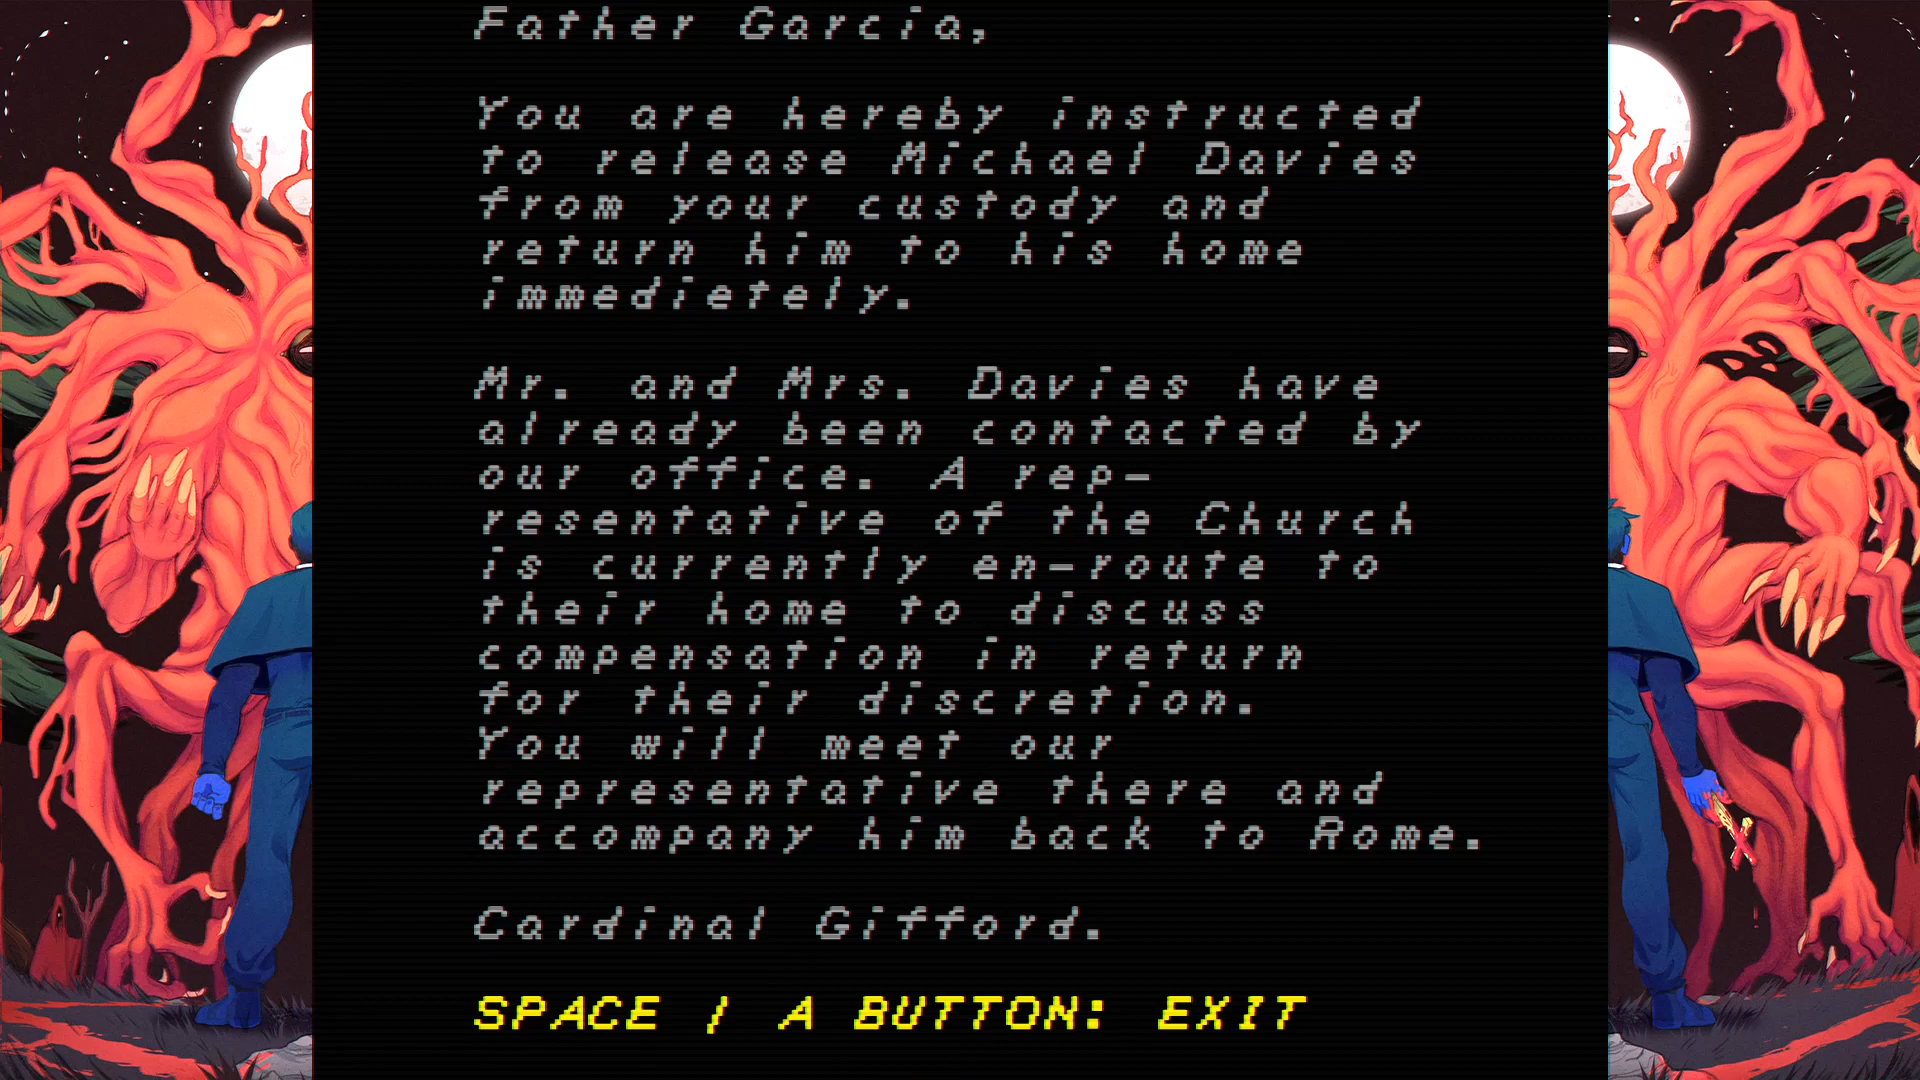 Father Garcia,
You are hereby instructed
to release Michael Davies
from your custody and
return him to his home
immedietely.
Mr. and Mrs. Davies have
already been contacted by
our office. A rep-
resentative of the Church
is currently en-route to
their home to discuss
compensation in return
for their discretion.
You will meet our
representative there and
accompany him back to Rome.
Cardinal Gifford.
SPACE / A BUTTON: EXIT